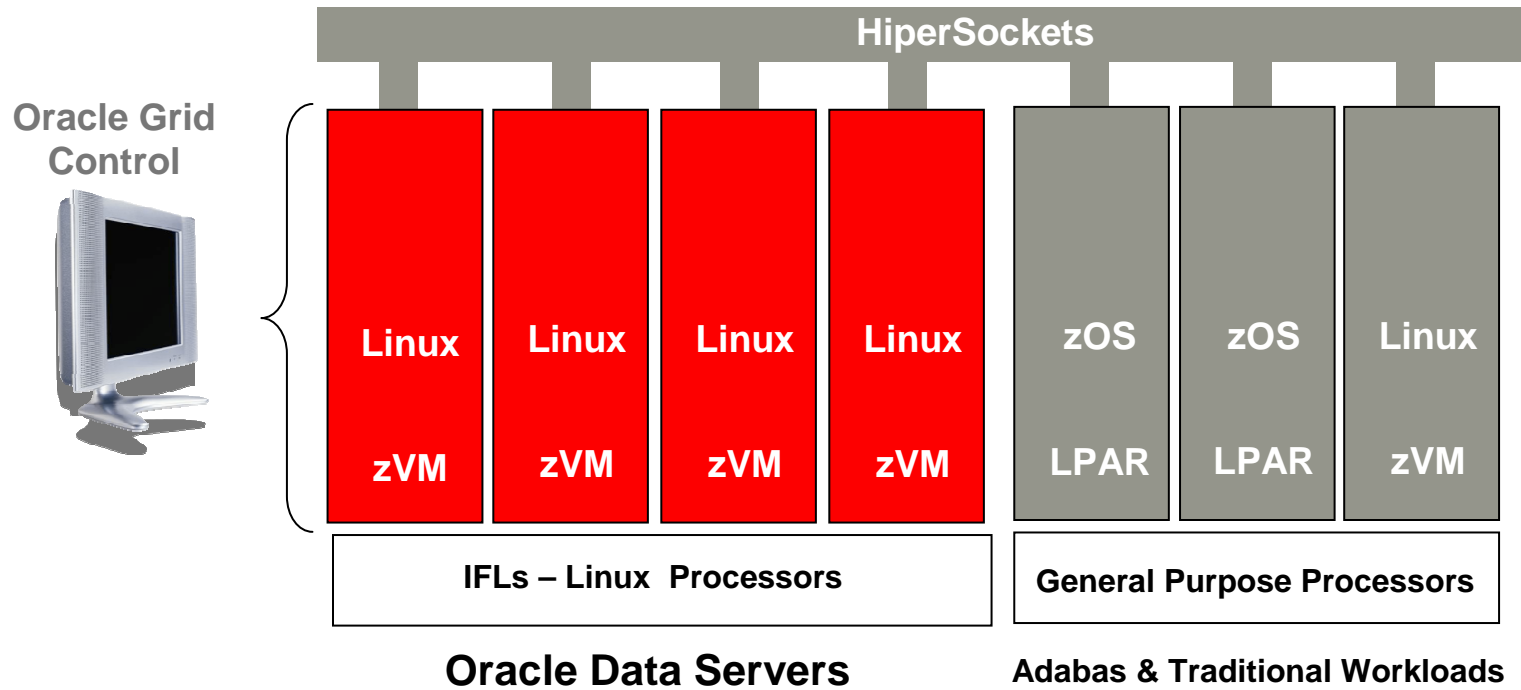 HiperSockets
Oracle Grid
Control
Linux
Linux
Linux
Linux
zOS
zOS
Linux
zVM
zVM
zVM
zVM
LPAR
LPAR
zVM
IFLs – Linux Processors
General Purpose Processors
Oracle Data Servers
Adabas & Traditional Workloads